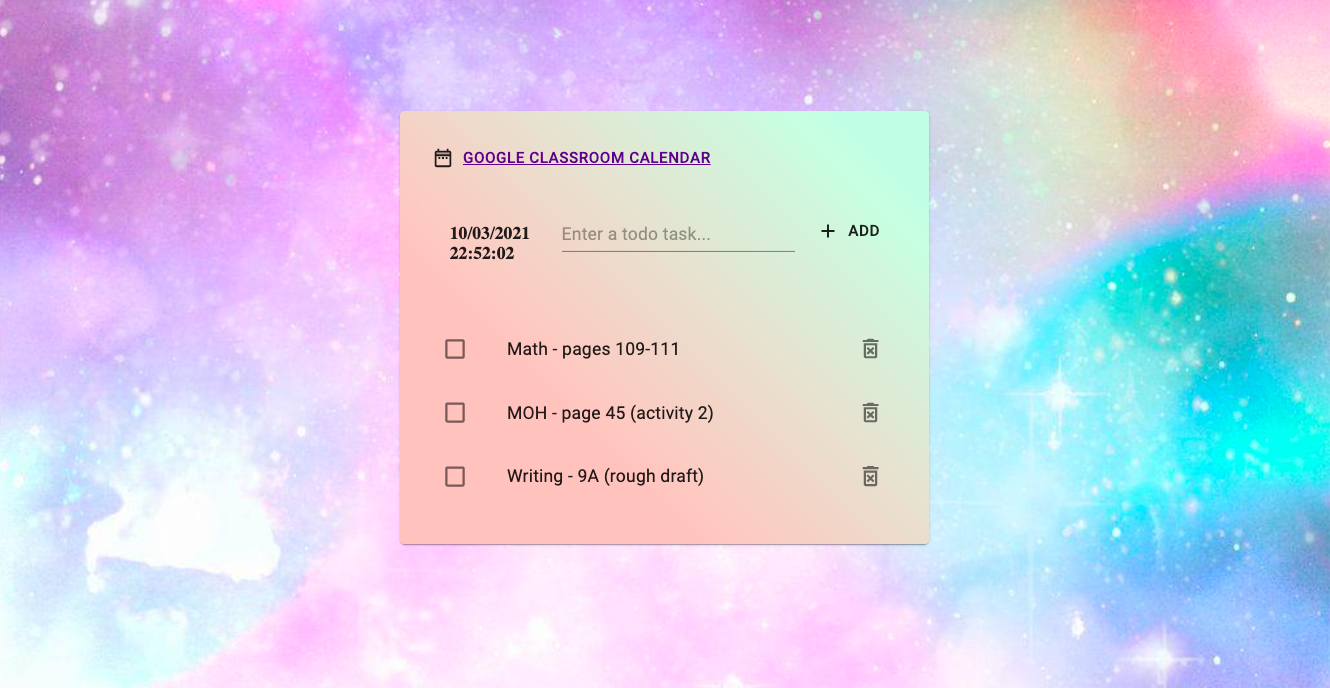 GOOGLE CLASSROOM CALENDAR
10/03/2021
22:52:02
Enter a todo task...
ADD
Math - pages 109-111
MOH - page 45 (activity 2)
Writing - 9A (rough draft)